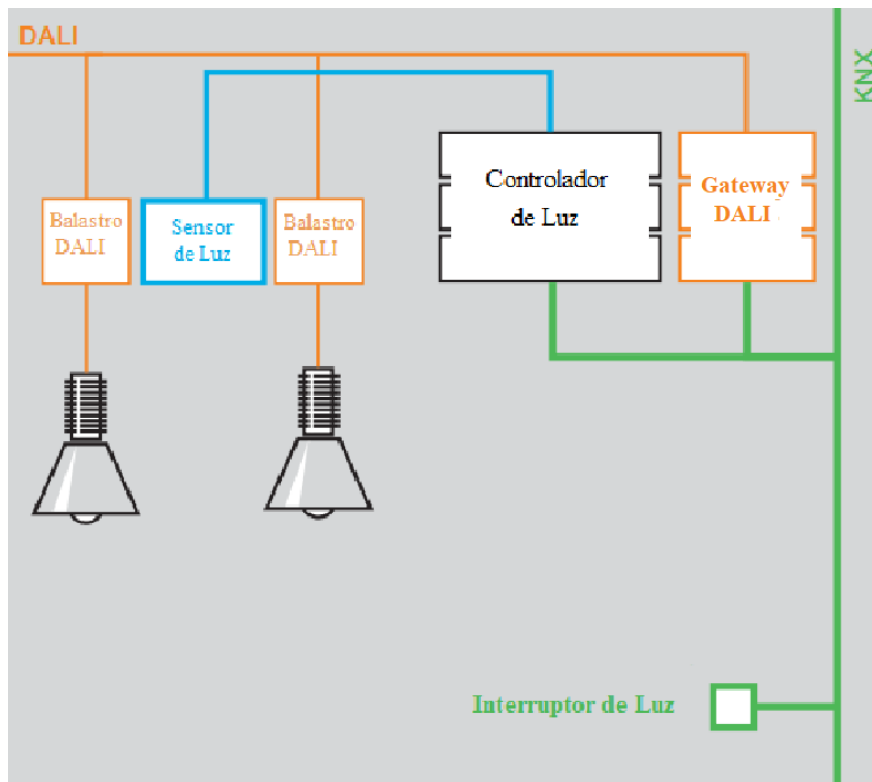 DALI
KNX
Controlador
de Luz
Gateway
DALI
Balastro
DALI
Sensor
de Luz
Balastro
DALI
Interruptor de Luz